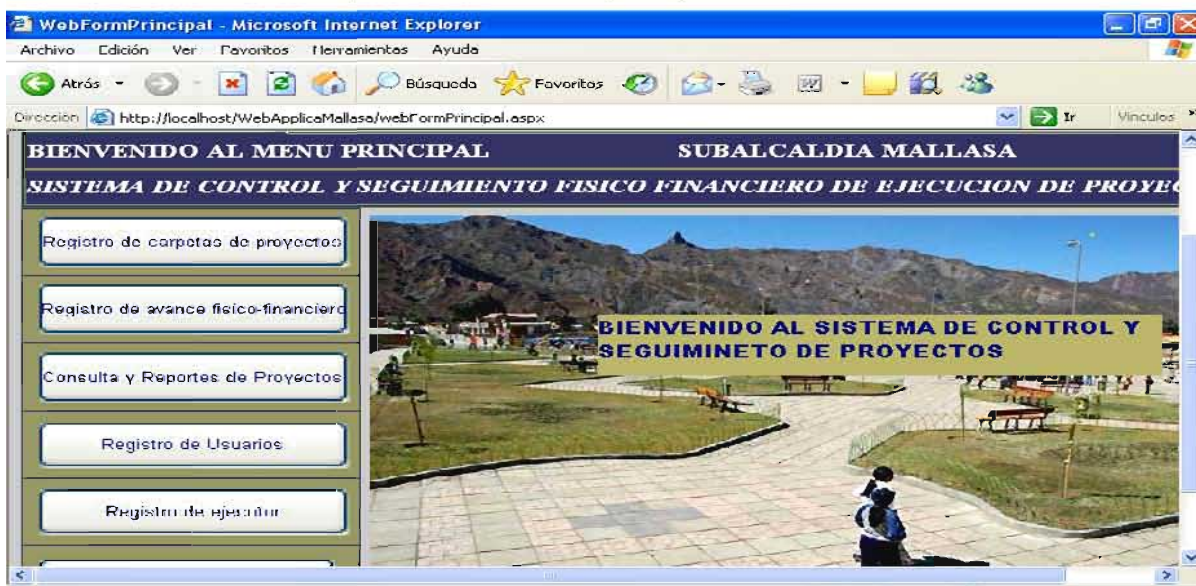 WebFormPrincipal - Microsoft Internet Explorer
Archivo Edición Ver Favoritos Herramientas Ayuda
Atrás Búsqueda Favoritos
Dirección http://localhost/WebApplicaMallasa/webFormPrincipal.aspx Ir Vínculos
BIENVENIDO AL MENU PRINCIPAL SUBALCALDIA MALLASA
SISTEMA DE CONTROL Y SEGUIMIENTO FISICO FINANCIERO DE EJECUCION DE PROYEC
Registro de carpetas de proyectos
Registro de avance fisico-financiero
Consulta y Reportes de Proyectos
Registro de Usuarios
Registro de ejecutor
BIENVENIDO AL SISTEMA DE CONTROL Y
SEGUIMINETO DE PROYECTOS